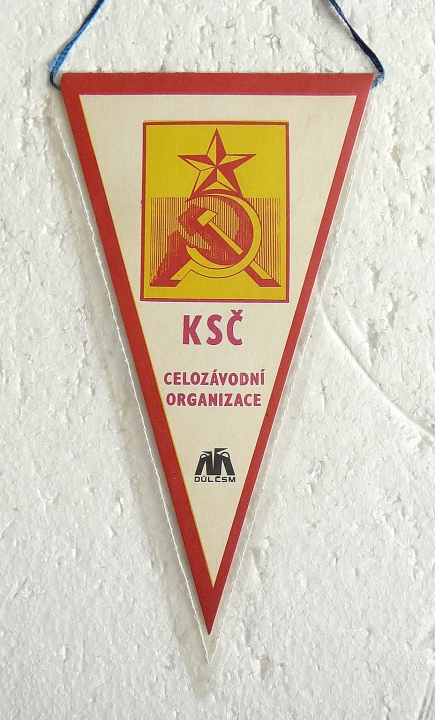 KSČ
CELOZÁVODNÍ
ORGANIZACE
DŮL ČSM